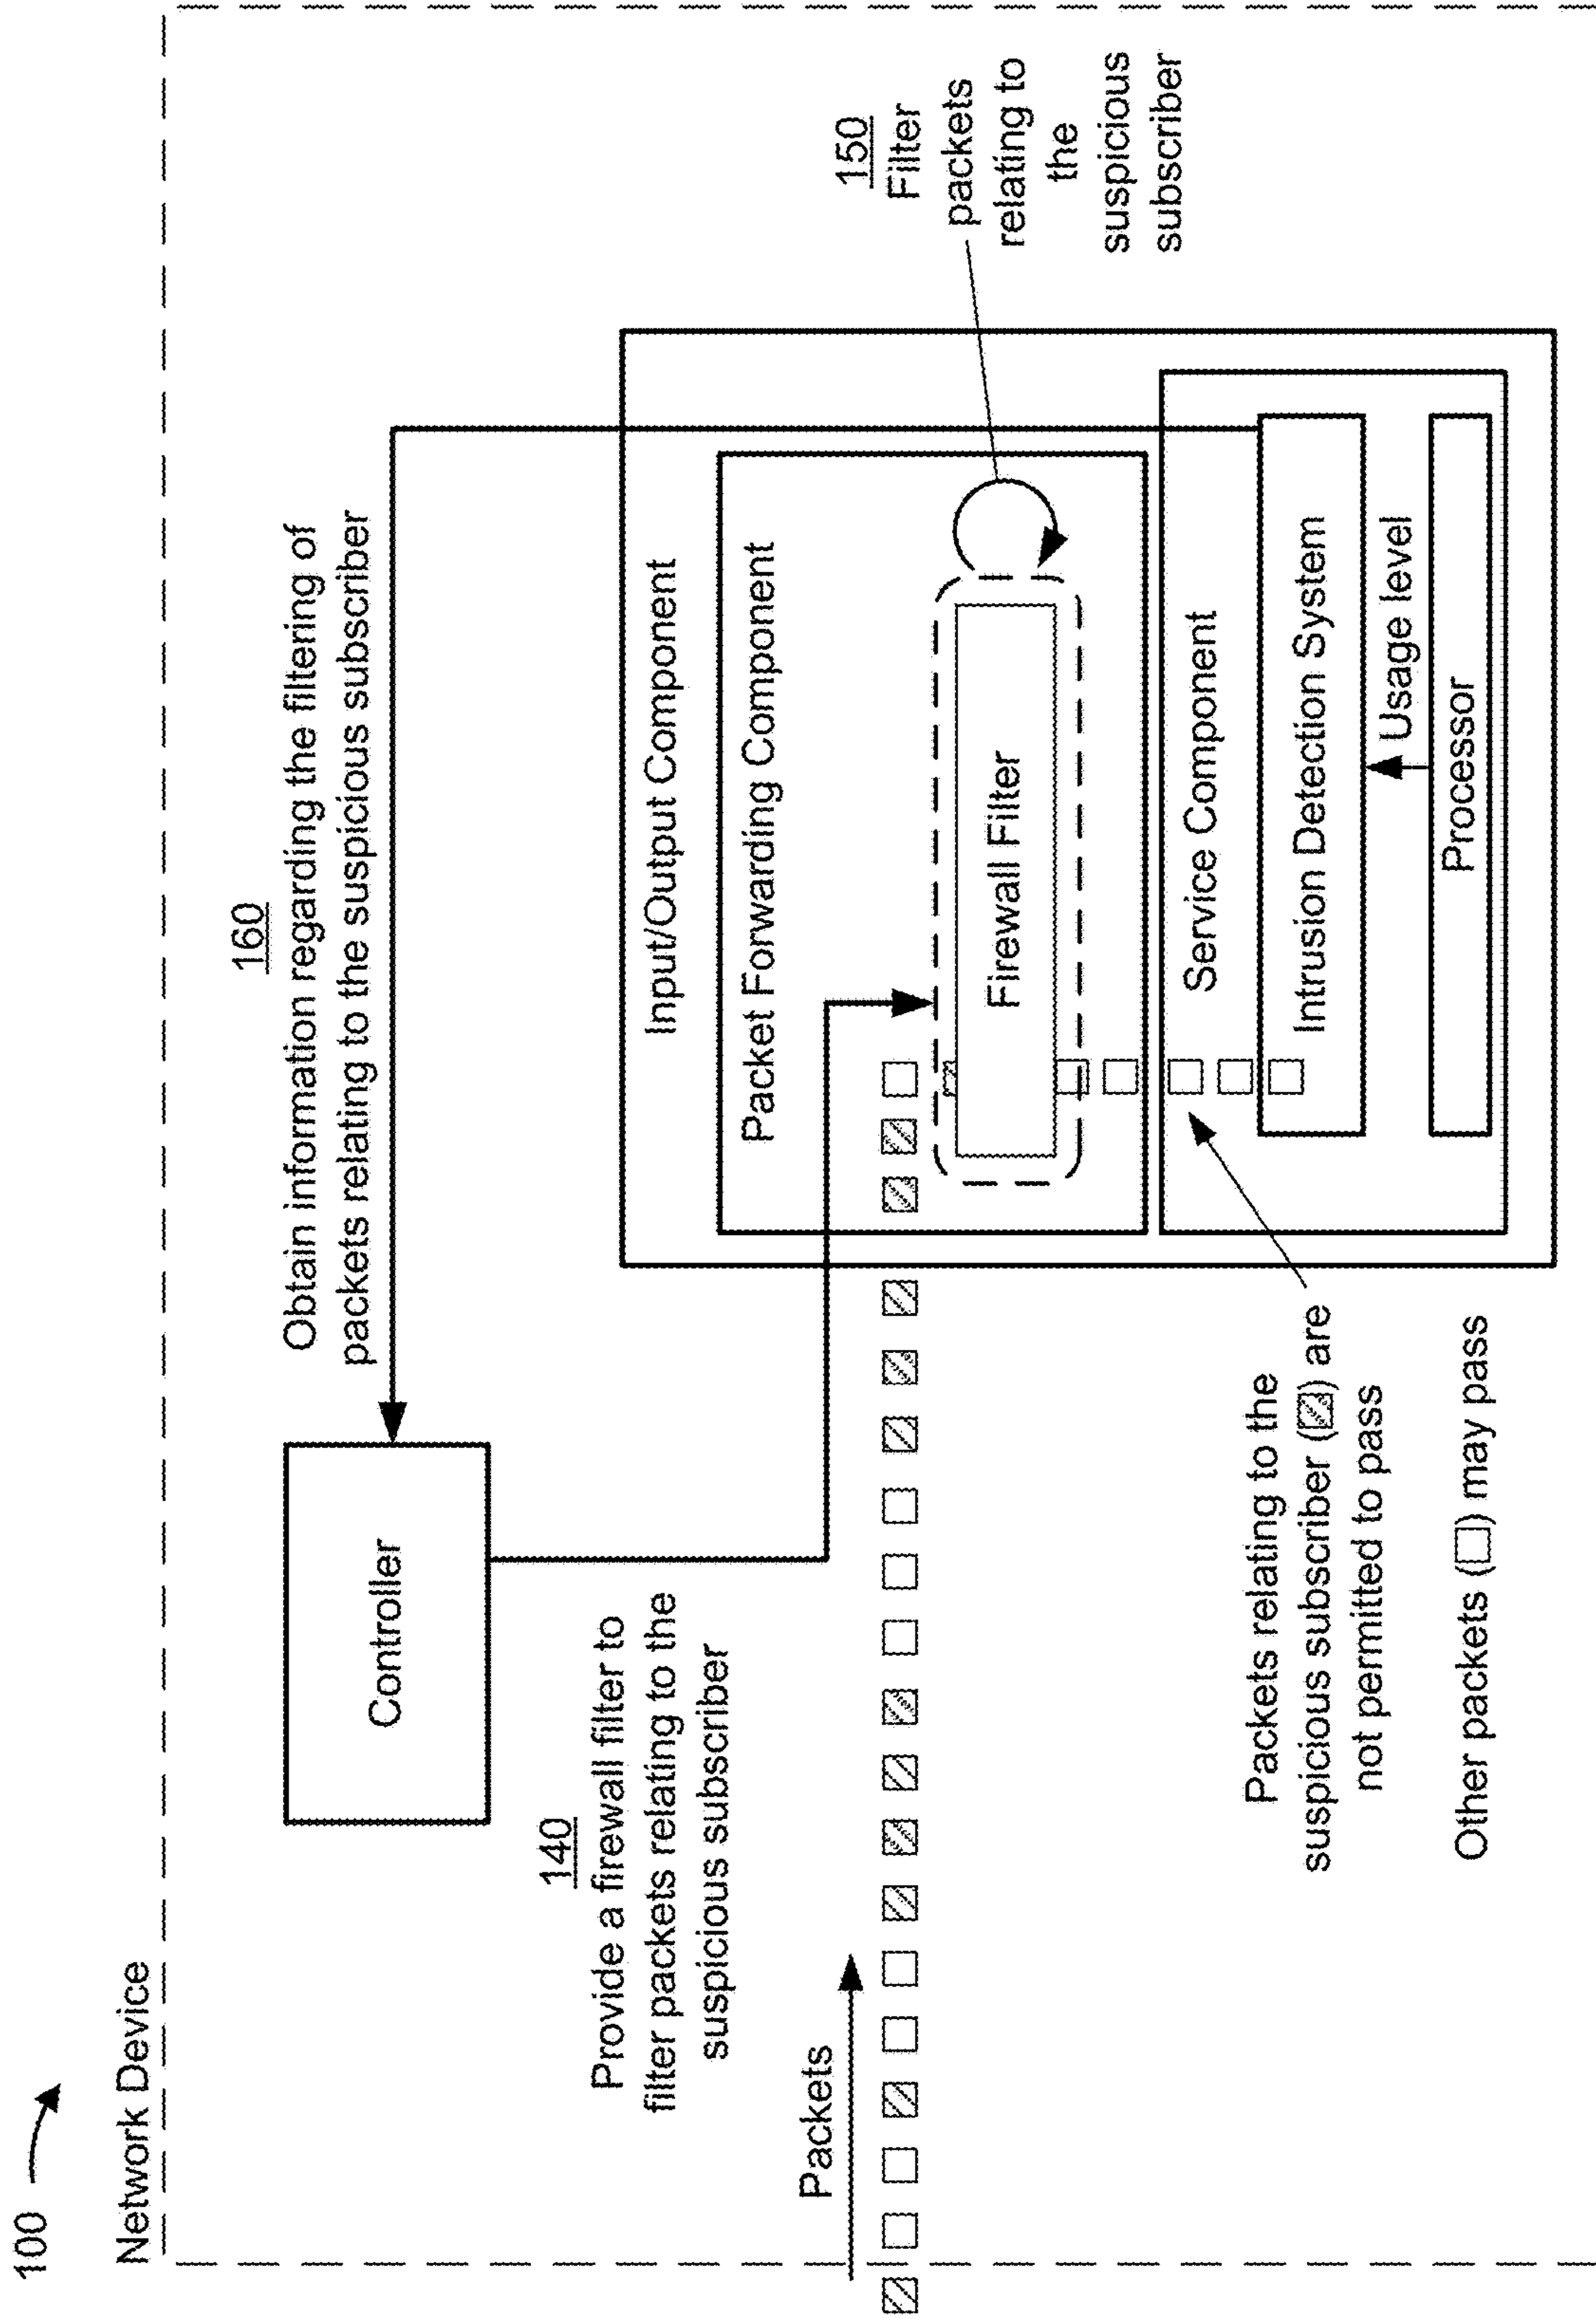 100
Network Device
160
Obtain information regarding the filtering of
packets relating to the suspicious subscriber
Controller
140
Provide a firewall filter to
filter packets relating to the
suspicious subscriber
Input/Output Component
Packet Forwarding Component
Packets
Firewall Filter
150
Filter
packets
relating to
the
suspicious
subscriber
Service Component
Intrusion Detection System
Usage level
Processor
Packets relating to the
suspicious subscriber () are
not permitted to pass
Other packets () may pass